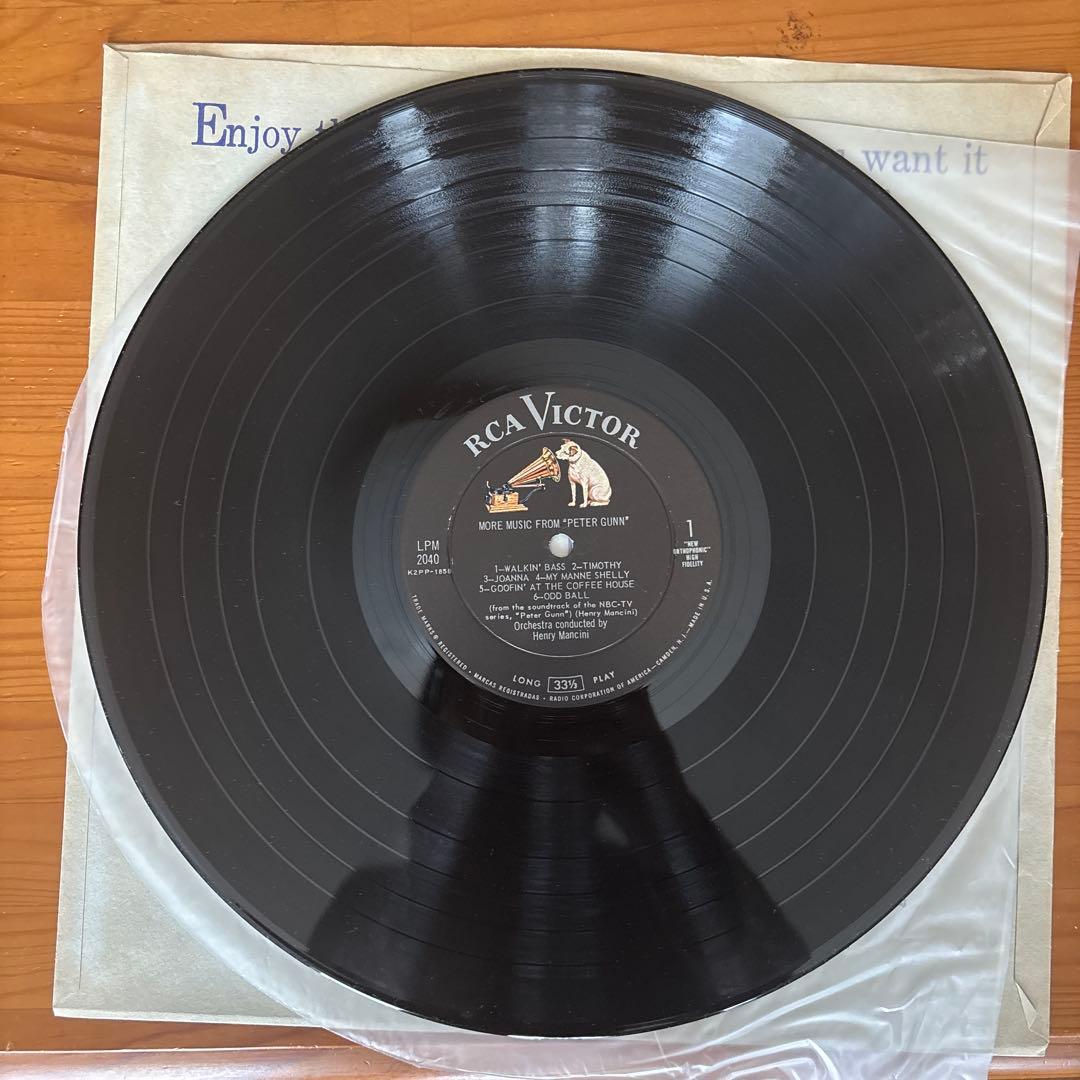 Enjoy
want it
RCA VICTOR
MORE MUSIC FROM "PETER GUNN"
LPM
2040
K2PP-185
1
"NEW
ORTHOPHONIC"
HIGH
FIDELITY
1—WALKIN' BASS 2—TIMOTHY
3—JOANNA 4—MY MANNE SHELLY
5—GOOFIN' AT THE COFFEE HOUSE
6—ODD BALL
(from the soundtrack of the NBC-TV
series, "Peter Gunn") (Henry Mancini)
Orchestra conducted by
Henry Mancini
LONG 33⅓ PLAY
TRADE MARKS ® REGISTERED • MARCAS REGISTRADAS • RADIO CORPORATION OF AMERICA—CAMDEN, N. J.—MADE IN U.S.A.